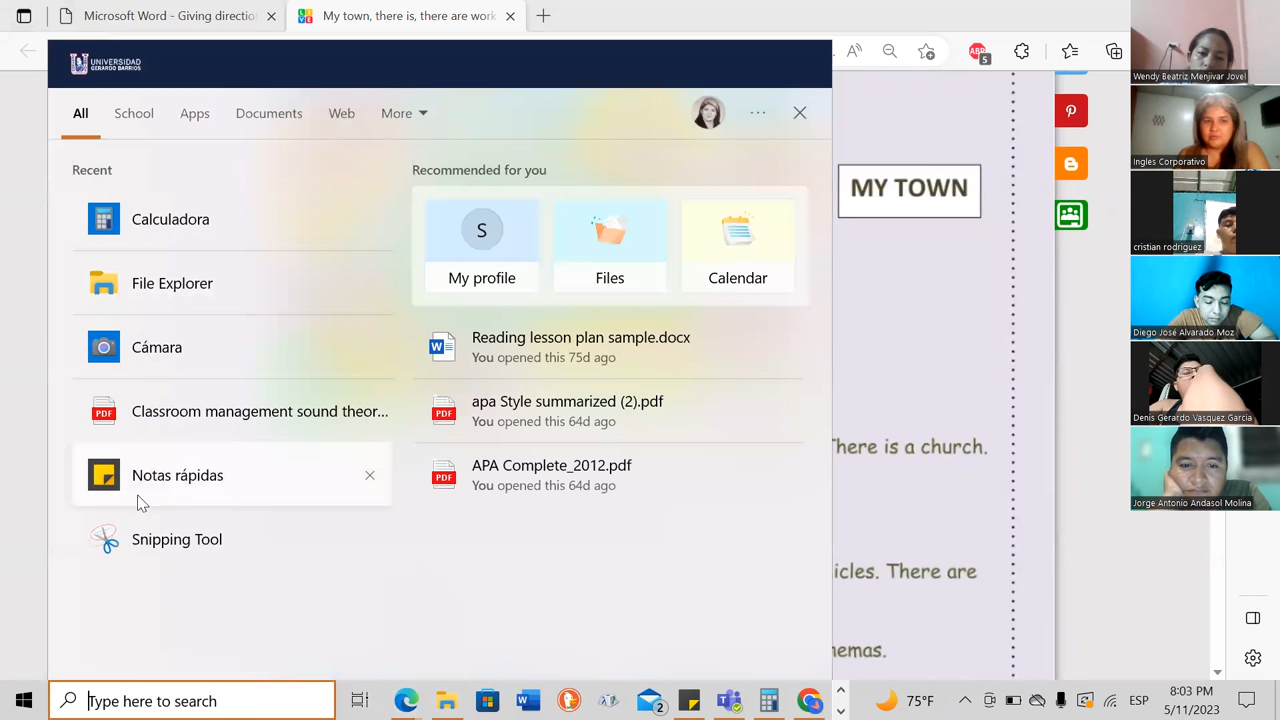 Microsoft Word - Giving directio
My town, there is, there are work
UNIVERSIDAD
GERARDO BARRIOS
ABP
5
All
School
Apps
Documents
Web
More
Recent
Calculadora
File Explorer
Cámara
Classroom management sound theor...
Notas rápidas
Snipping Tool
Recommended for you
S
My profile
Files
Calendar
Reading lesson plan sample.docx
You opened this 75d ago
apa Style summarized (2).pdf
You opened this 64d ago
APA Complete_2012.pdf
You opened this 64d ago
MY TOWN
There is a church.
icles. There are
nemas.
Wendy Beatriz Menjivar Jovel
Ingles Corporativo
cristian rodriguez
Diego José Alvarado Moz
Denis Gerardo Vasquez Garcia
Jorge Antonio Andasol Molina
Type here to search
2
75°F
ESP
8:03 PM
5/11/2023